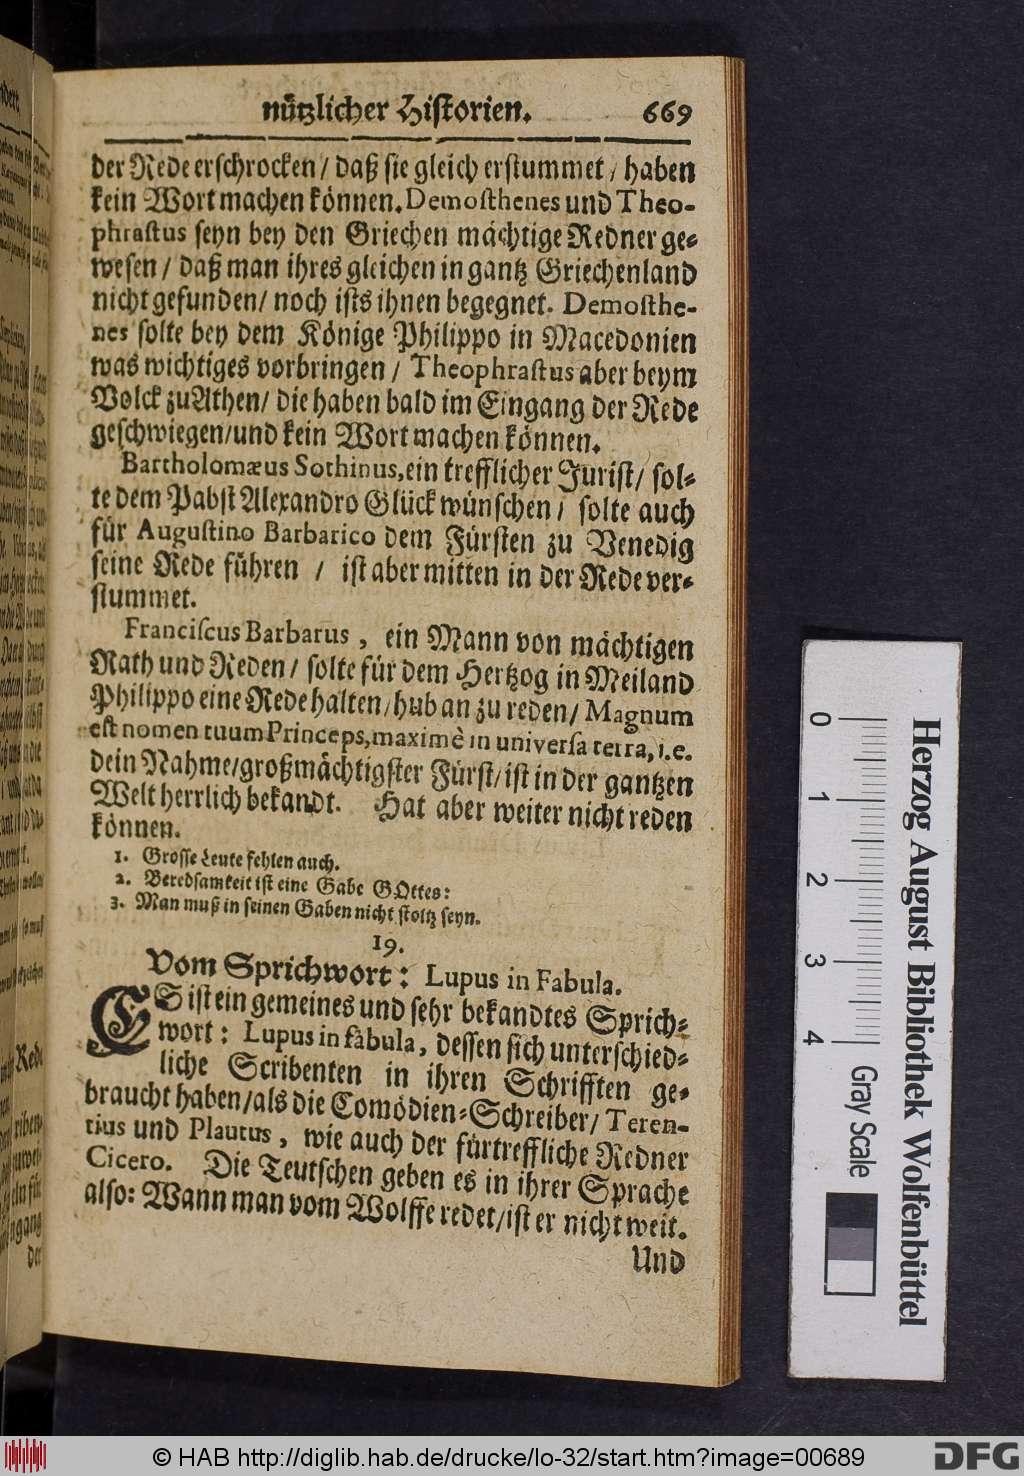 nützlicher Historien. 669
der Rede erschrocken / daß sie gleich erstummet / haben
kein Wort machen können. Demosthenes und Theo-
phrastus seyn bey den Griechen mächtige Redner ge-
wesen / daß man ihres gleichen in gantz Griechenland
nicht gefunden / noch ists ihnen begegnet. Demosthe-
nes solte bey dem Könige Philippo in Macedonien
was wichtiges vorbringen / Theophrastus aber beym
Volck zu Athen / die haben bald im Eingang der Rede
geschwiegen / und kein Wort machen können.
Bartholomæus Sothinus, ein trefflicher Jurist / sol-
te dem Pabst Alexandro Glück wünschen / solte auch
für Augustino Barbarico dem Fürsten zu Venedig
seine Rede führen / ist aber mitten in der Rede ver-
stummet.
Franciscus Barbarus, ein Mann von mächtigen
Rath und Reden / solte für dem Hertzog in Meiland
Philippo eine Rede halten / hub an zu reden / Magnum
est nomen tuum Princeps, maximè in universa terra, i.e.
dein Nahme / großmächtigster Fürst / ist in der gantzen
Welt herrlich bekandt. Hat aber weiter nicht reden
können.
1. Grosse Leute fehlen auch.
2. Beredsamkeit ist eine Gabe GOttes:
3. Man muß in seinen Gaben nicht stoltz seyn.
19.
Vom Sprichwort: Lupus in Fabula.
ES ist ein gemeines und sehr bekandtes Sprich-
wort: Lupus in fabula, dessen sich unterschied-
liche Scribenten in ihren Schrifften ge-
braucht haben / als die Comödien-Schreiber / Teren-
tius und Plautus, wie auch der fürtreffliche Redner
Cicero. Die Teutschen geben es in ihrer Sprache
also: Wann man vom Wolffe redet / ist er nicht weit.
Und
0 1 2 3 4
Gray Scale
Herzog August Bibliothek Wolfenbüttel
© HAB http://diglib.hab.de/drucke/lo-32/start.htm?image=00689
DFG